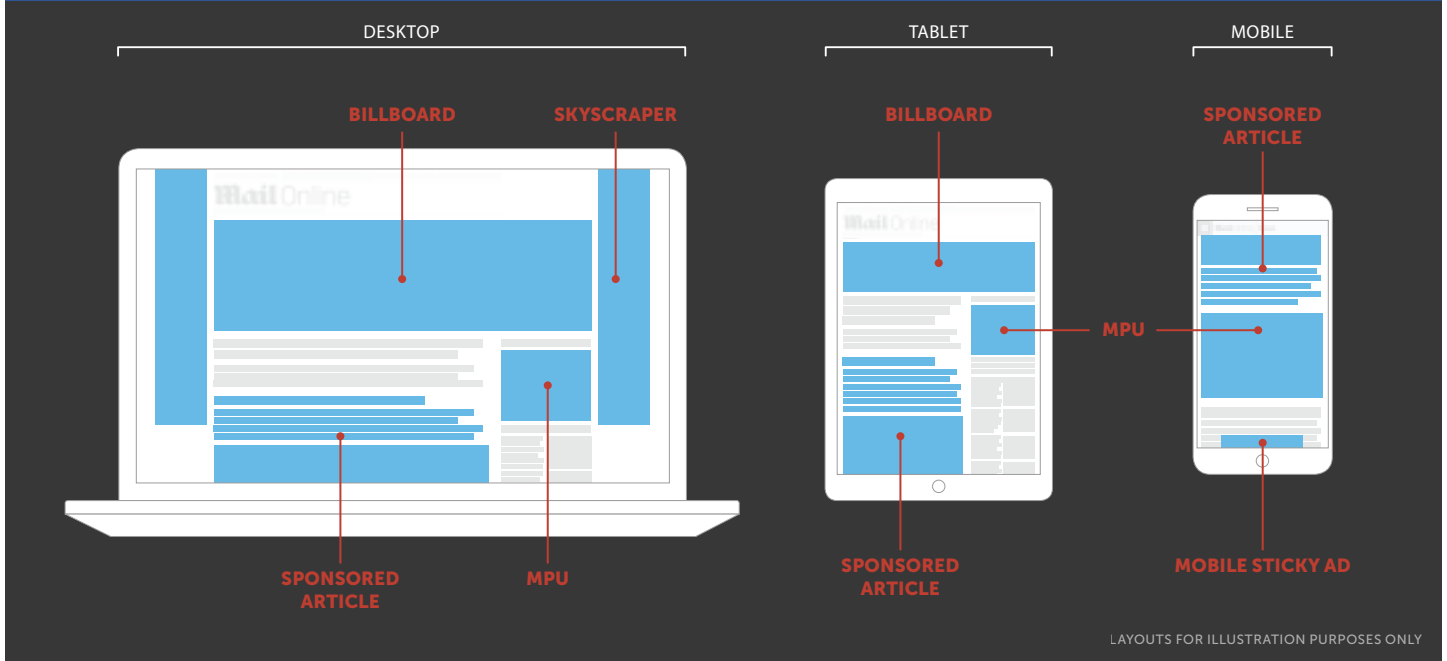 DESKTOP
TABLET
MOBILE
BILLBOARD
SKYSCRAPER
BILLBOARD
SPONSORED
ARTICLE
Mail Online
Mail Online
MPU
SPONSORED
ARTICLE
MPU
SPONSORED
ARTICLE
MOBILE STICKY AD
LAYOUTS FOR ILLUSTRATION PURPOSES ONLY